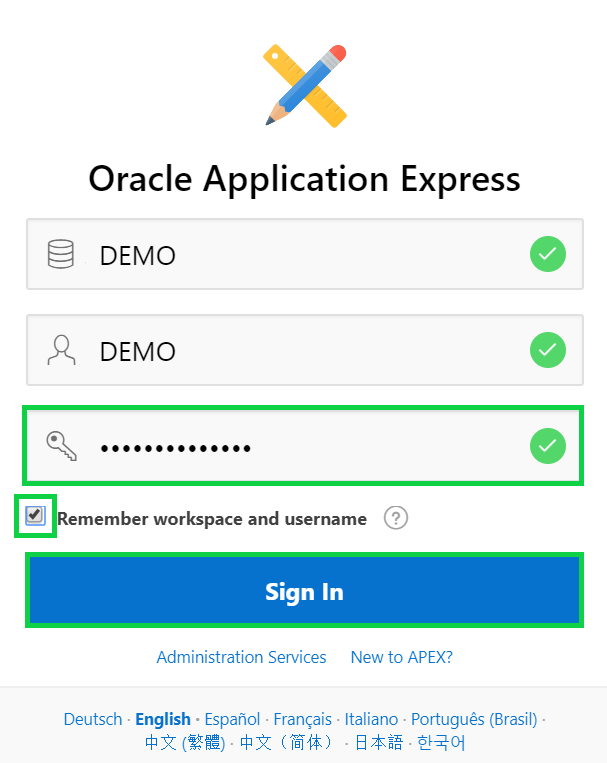 Oracle Application Express
DEMO
DEMO
••••••••••••••
Remember workspace and username ?
Sign In
Administration Services New to APEX?
Deutsch · English · Español · Français · Italiano · Português (Brasil) ·
中文 (繁體) · 中文（简体） · 日本語 · 한국어